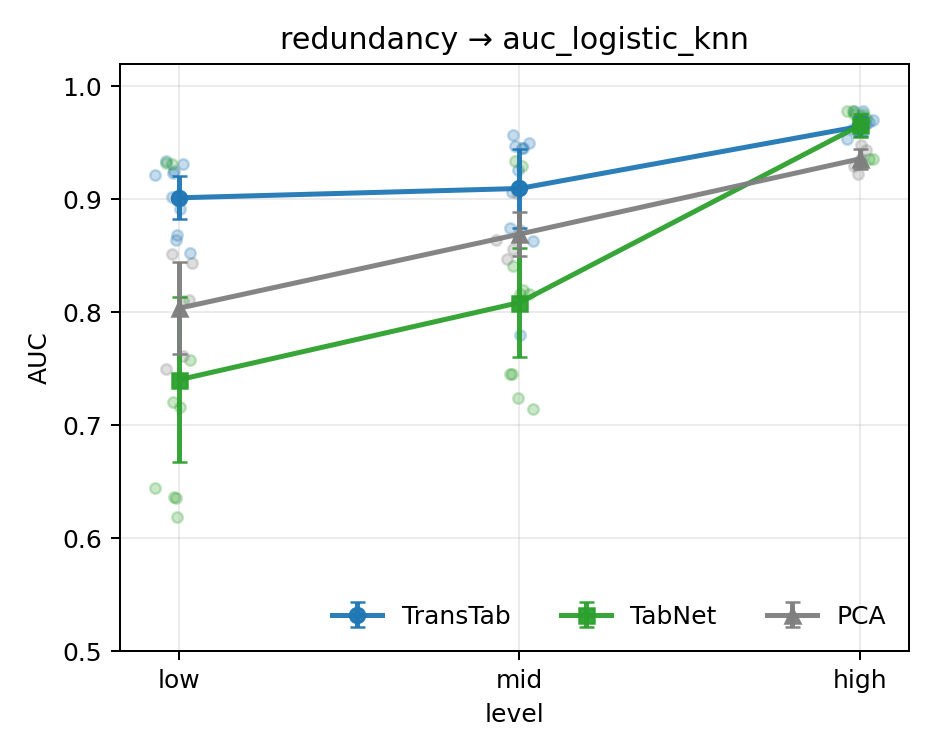 redundancy → auc_logistic_knn
1.0
0.9
0.8
0.7
0.6
0.5
AUC
low mid high
level
TransTab TabNet PCA